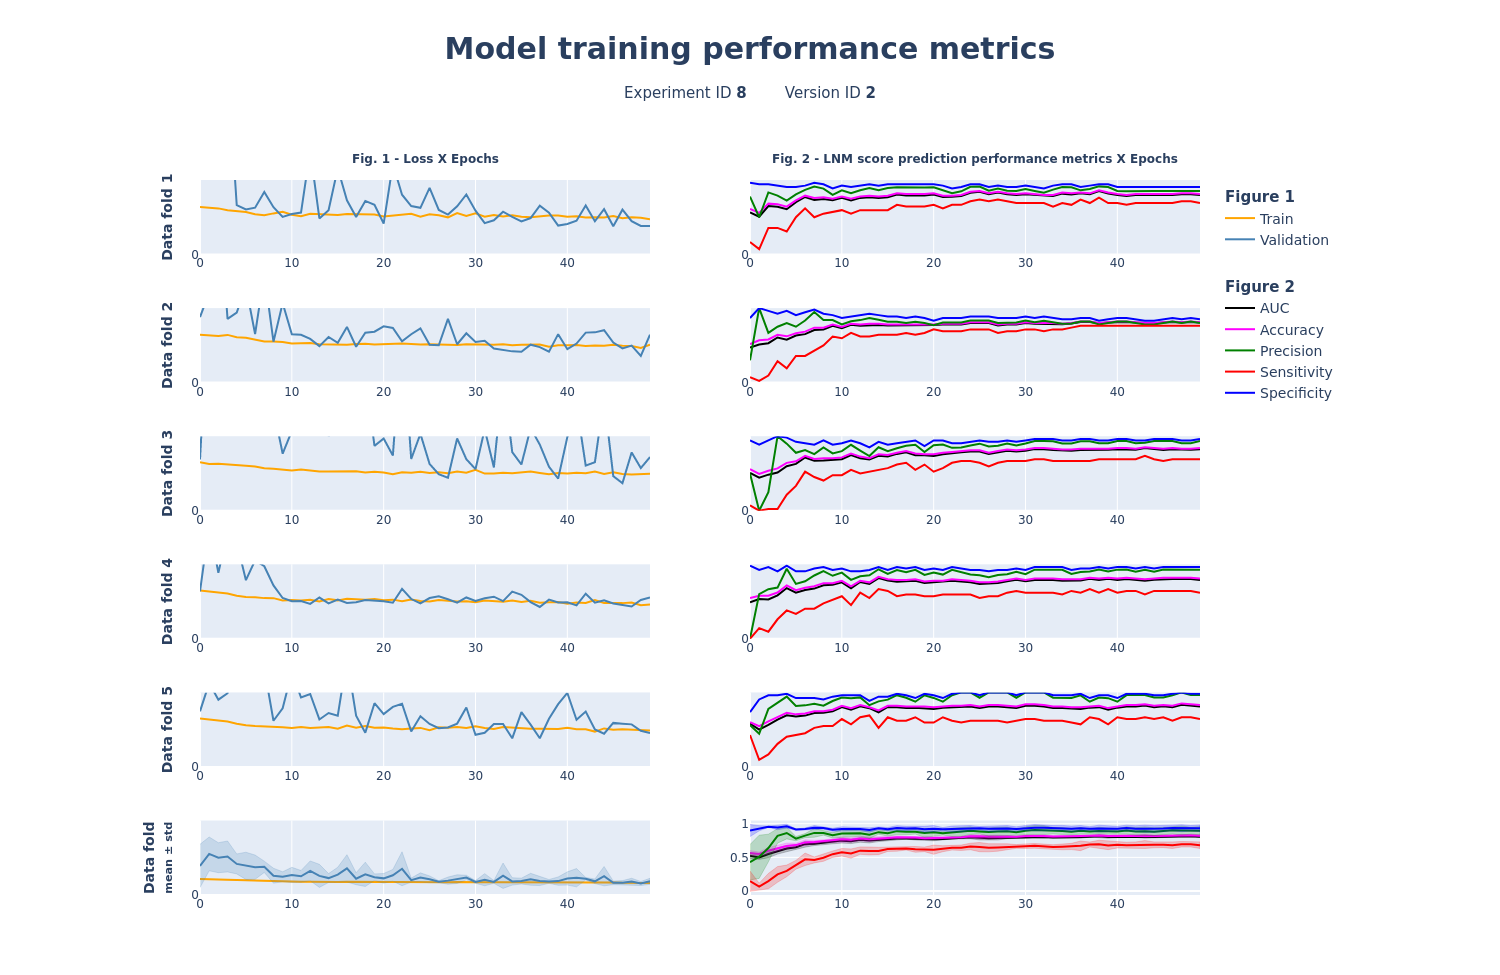 Model training performance metrics
Experiment ID 8 Version ID 2
Fig. 1 - Loss X Epochs
Fig. 2 - LNM score prediction performance metrics X Epochs
Data fold 1
0
0 10 20 30 40
0
0 10 20 30 40
Figure 1
Train
Validation
Figure 2
AUC
Accuracy
Precision
Sensitivity
Specificity
Data fold 2
0
0 10 20 30 40
0
0 10 20 30 40
Data fold 3
0
0 10 20 30 40
0
0 10 20 30 40
Data fold 4
0
0 10 20 30 40
0
0 10 20 30 40
Data fold 5
0
0 10 20 30 40
0
0 10 20 30 40
Data fold
mean ± std
0
0 10 20 30 40
1
0.5
0
0 10 20 30 40